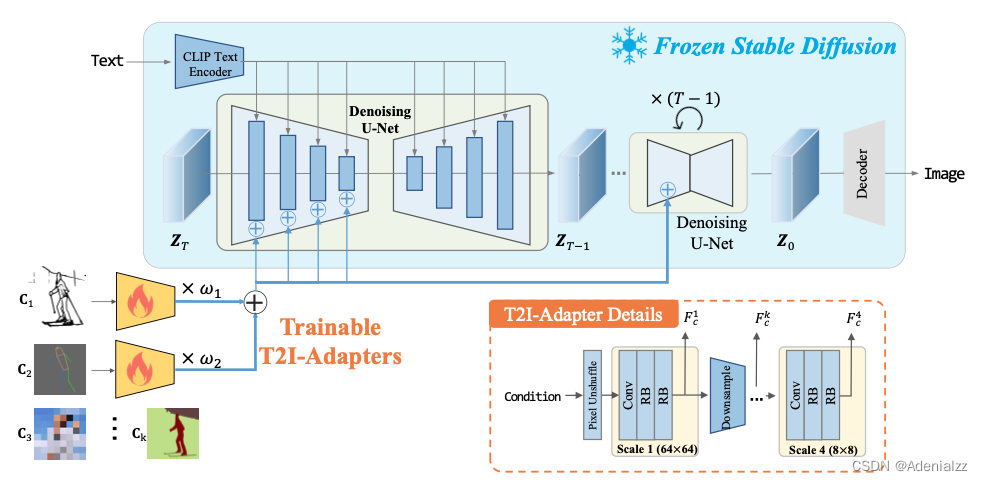 Frozen Stable Diffusion
Text
CLIP Text
Encoder
Denoising
U-Net
× (T − 1)
Decoder
Image
Z_T
Z_{T−1}
Denoising
U-Net
Z_0
C_1
× ω_1
C_2
× ω_2
C_3
C_k
Trainable
T2I-Adapters
T2I-Adapter Details
F_c^1
F_c^k
F_c^4
Condition
Pixel Unshuffle
Conv
RB
RB
Downsample
...
Conv
RB
RB
Scale 1 (64×64)
Scale 4 (8×8)
CSDN @Adenialzz